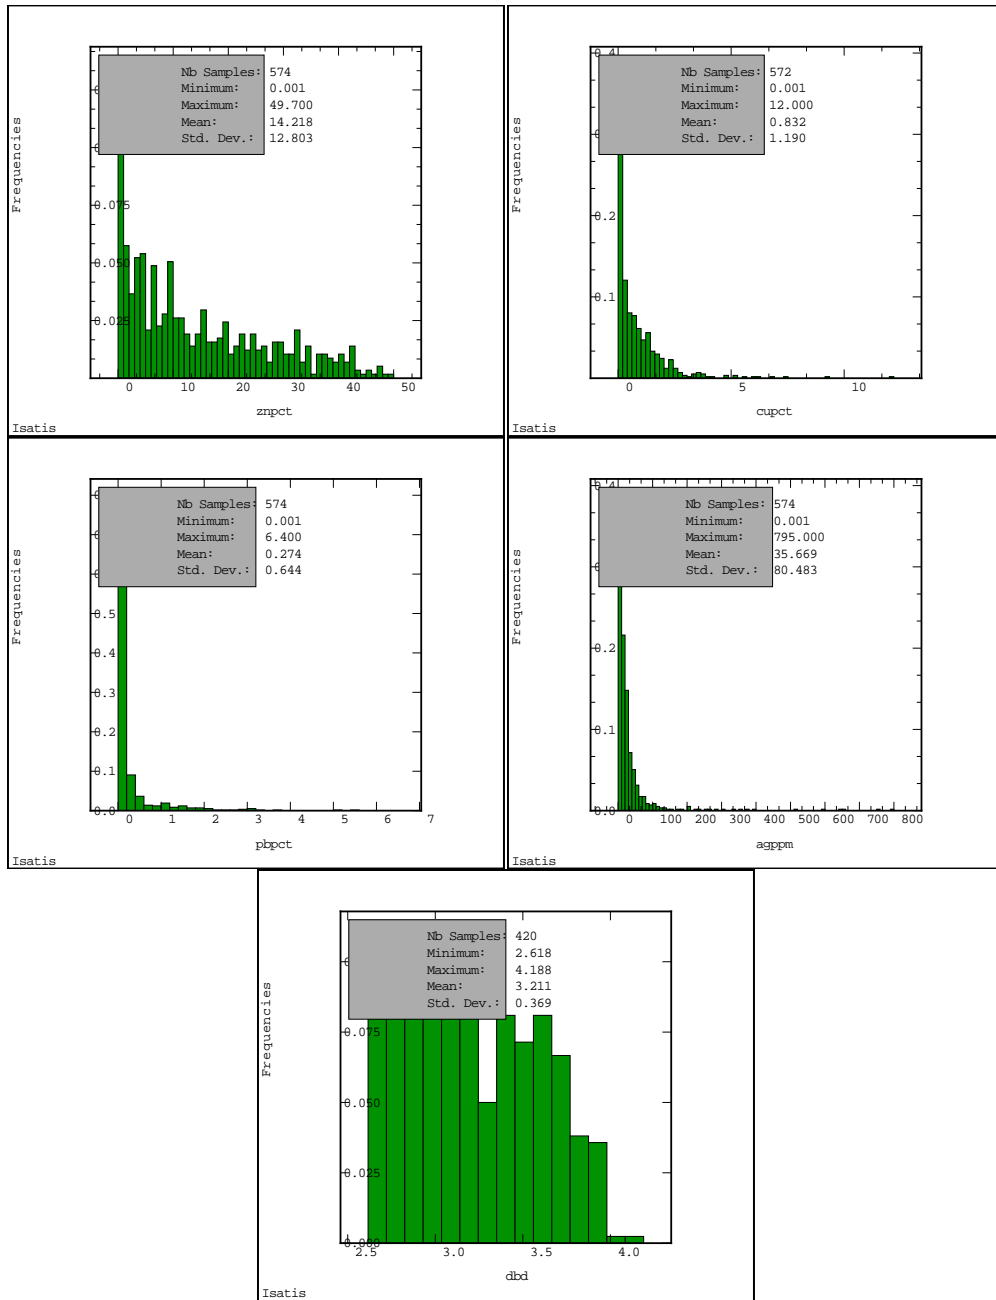 Nb Samples: 574
Minimum: 0.001
Maximum: 49.700
Mean: 14.218
Std. Dev.: 12.803
Frequencies
0.075
0.050
0.025
0 10 20 30 40 50
znpct
Isatis
Nb Samples: 572
Minimum: 0.001
Maximum: 12.000
Mean: 0.832
Std. Dev.: 1.190
Frequencies
0.2
0.1
0 5 10
cupct
Isatis
Nb Samples: 574
Minimum: 0.001
Maximum: 6.400
Mean: 0.274
Std. Dev.: 0.644
Frequencies
0.5
0.4
0.3
0.2
0.1
0.0
0 1 2 3 4 5 6 7
pbpct
Isatis
Nb Samples: 574
Minimum: 0.001
Maximum: 795.000
Mean: 35.669
Std. Dev.: 80.483
Frequencies
0.2
0.1
0.0
0 100 200 300 400 500 600 700 800
agppm
Isatis
Nb Samples: 420
Minimum: 2.618
Maximum: 4.188
Mean: 3.211
Std. Dev.: 0.369
Frequencies
0.075
0.050
0.025
0.000
2.5 3.0 3.5 4.0
dbd
Isatis